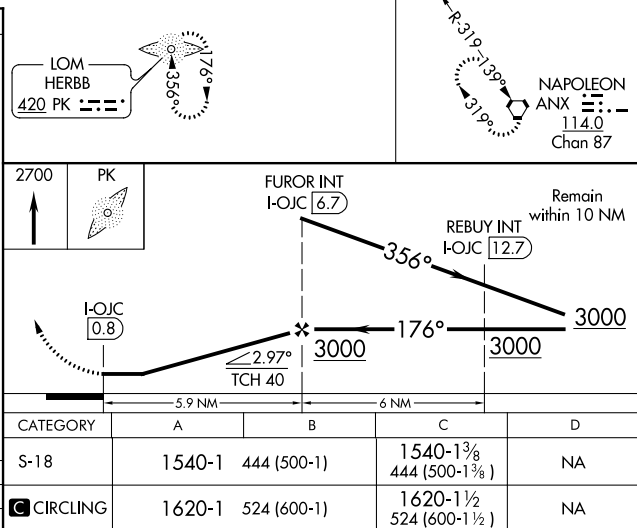 LOM
HERBB
420 PK
356°
176°
R-319
139°
319°
NAPOLEON
ANX
114.0
Chan 87
2700
PK
FUROR INT
I-OJC 6.7
Remain
within 10 NM
REBUY INT
I-OJC 12.7
356°
I-OJC
0.8
3000
176°
3000
3000
2.97°
TCH 40
5.9 NM
6 NM
CATEGORY A B C D
S-18 1540-1 444 (500-1) 1540-1⅜ 444 (500-1⅜) NA
C CIRCLING 1620-1 524 (600-1) 1620-1½ 524 (600-1½) NA